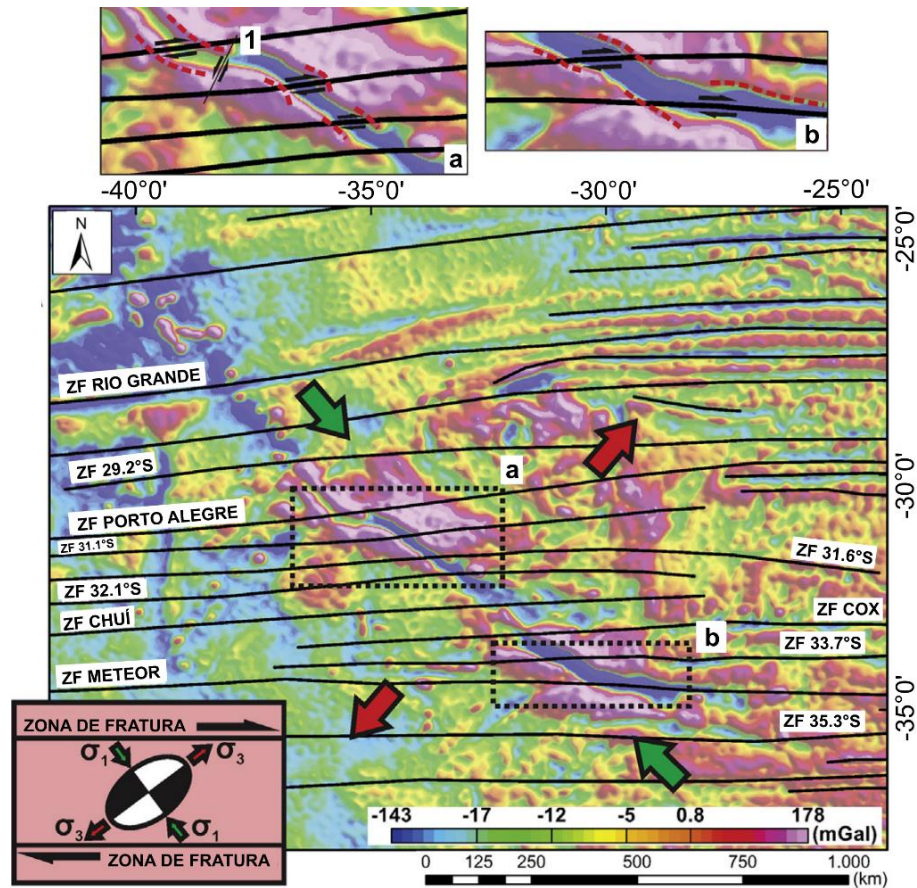 1
a
b
-40°0' -35°0' -30°0' -25°0'
N
-25°0'
ZF RIO GRANDE
ZF 29.2°S
a
-30°0'
ZF PORTO ALEGRE
ZF 31.1°S
ZF 31.6°S
ZF 32.1°S
ZF COX
ZF CHUÍ
b
ZF 33.7°S
ZF METEOR
-35°0'
ZF 35.3°S
ZONA DE FRATURA
σ1 σ3
σ3 σ1
ZONA DE FRATURA
-143 -17 -12 -5 0.8 178
(mGal)
0 125 250 500 750 1.000
(km)